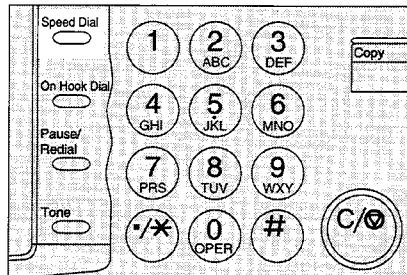 Speed Dial
On Hook Dial
Pause/
Redial
Tone
1
2
ABC
3
DEF
4
GHI
5
JKL
6
MNO
7
PRS
8
TUV
9
WXY
·/*
0
OPER
#
Copy
C/